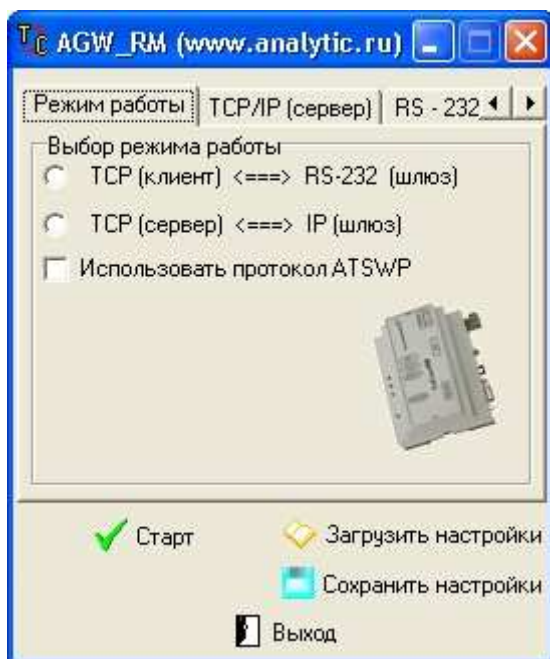 AGW_RM (www.analytic.ru)
Режим работы TCP/IP (сервер) RS - 232
Выбор режима работы
TCP (клиент) <===> RS-232 (шлюз)
TCP (сервер) <===> IP (шлюз)
Использовать протокол ATSWP
Старт
Загрузить настройки
Сохранить настройки
Выход